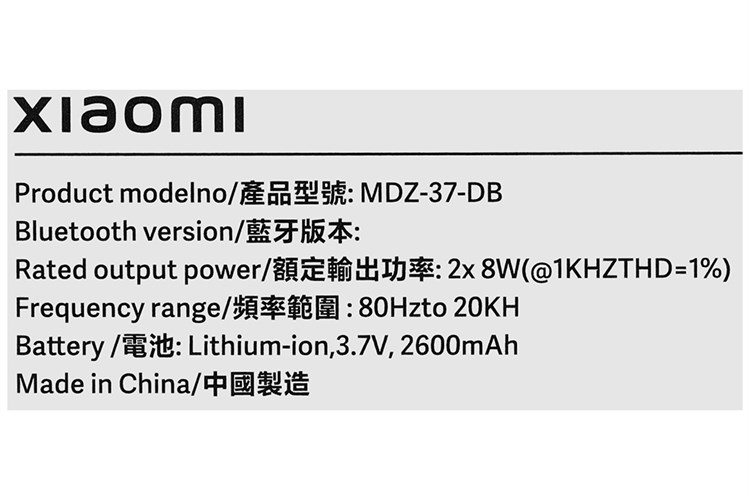 xiaomi
Product modelno/產品型號: MDZ-37-DB
Bluetooth version/藍牙版本:
Rated output power/額定輸出功率: 2x 8W(@1KHZTHD=1%)
Frequency range/頻率範圍 : 80Hzto 20KH
Battery /電池: Lithium-ion,3.7V, 2600mAh
Made in China/中國製造